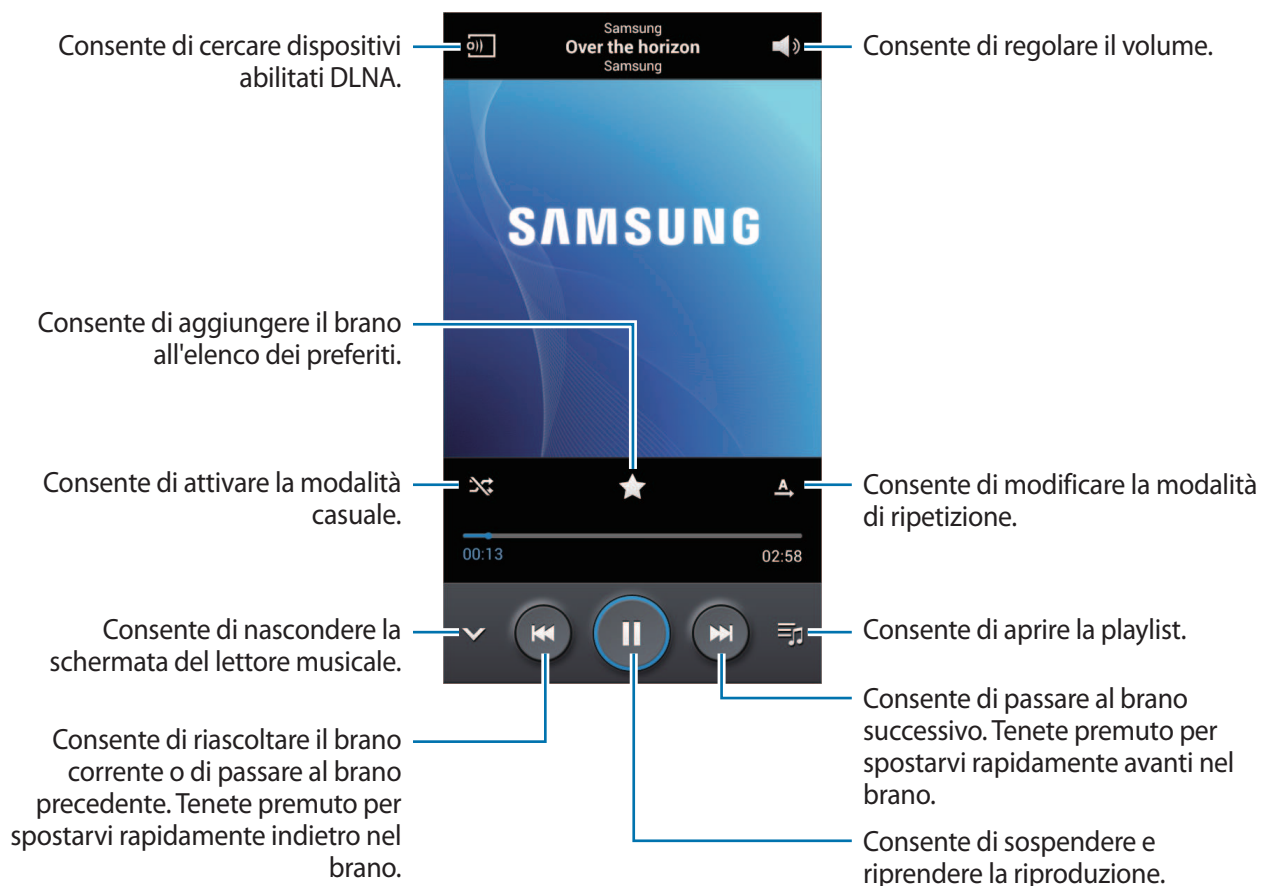 Consente di cercare dispositivi
abilitati DLNA.
Samsung
Over the horizon
Samsung
Consente di regolare il volume.
SAMSUNG
Consente di aggiungere il brano
all'elenco dei preferiti.
Consente di attivare la modalità
casuale.
A
Consente di modificare la modalità
di ripetizione.
00:13
02:58
Consente di nascondere la
schermata del lettore musicale.
Consente di aprire la playlist.
Consente di riascoltare il brano
corrente o di passare al brano
precedente. Tenete premuto per
spostarvi rapidamente indietro nel
brano.
Consente di passare al brano
successivo. Tenete premuto per
spostarvi rapidamente avanti nel
brano.
Consente di sospendere e
riprendere la riproduzione.